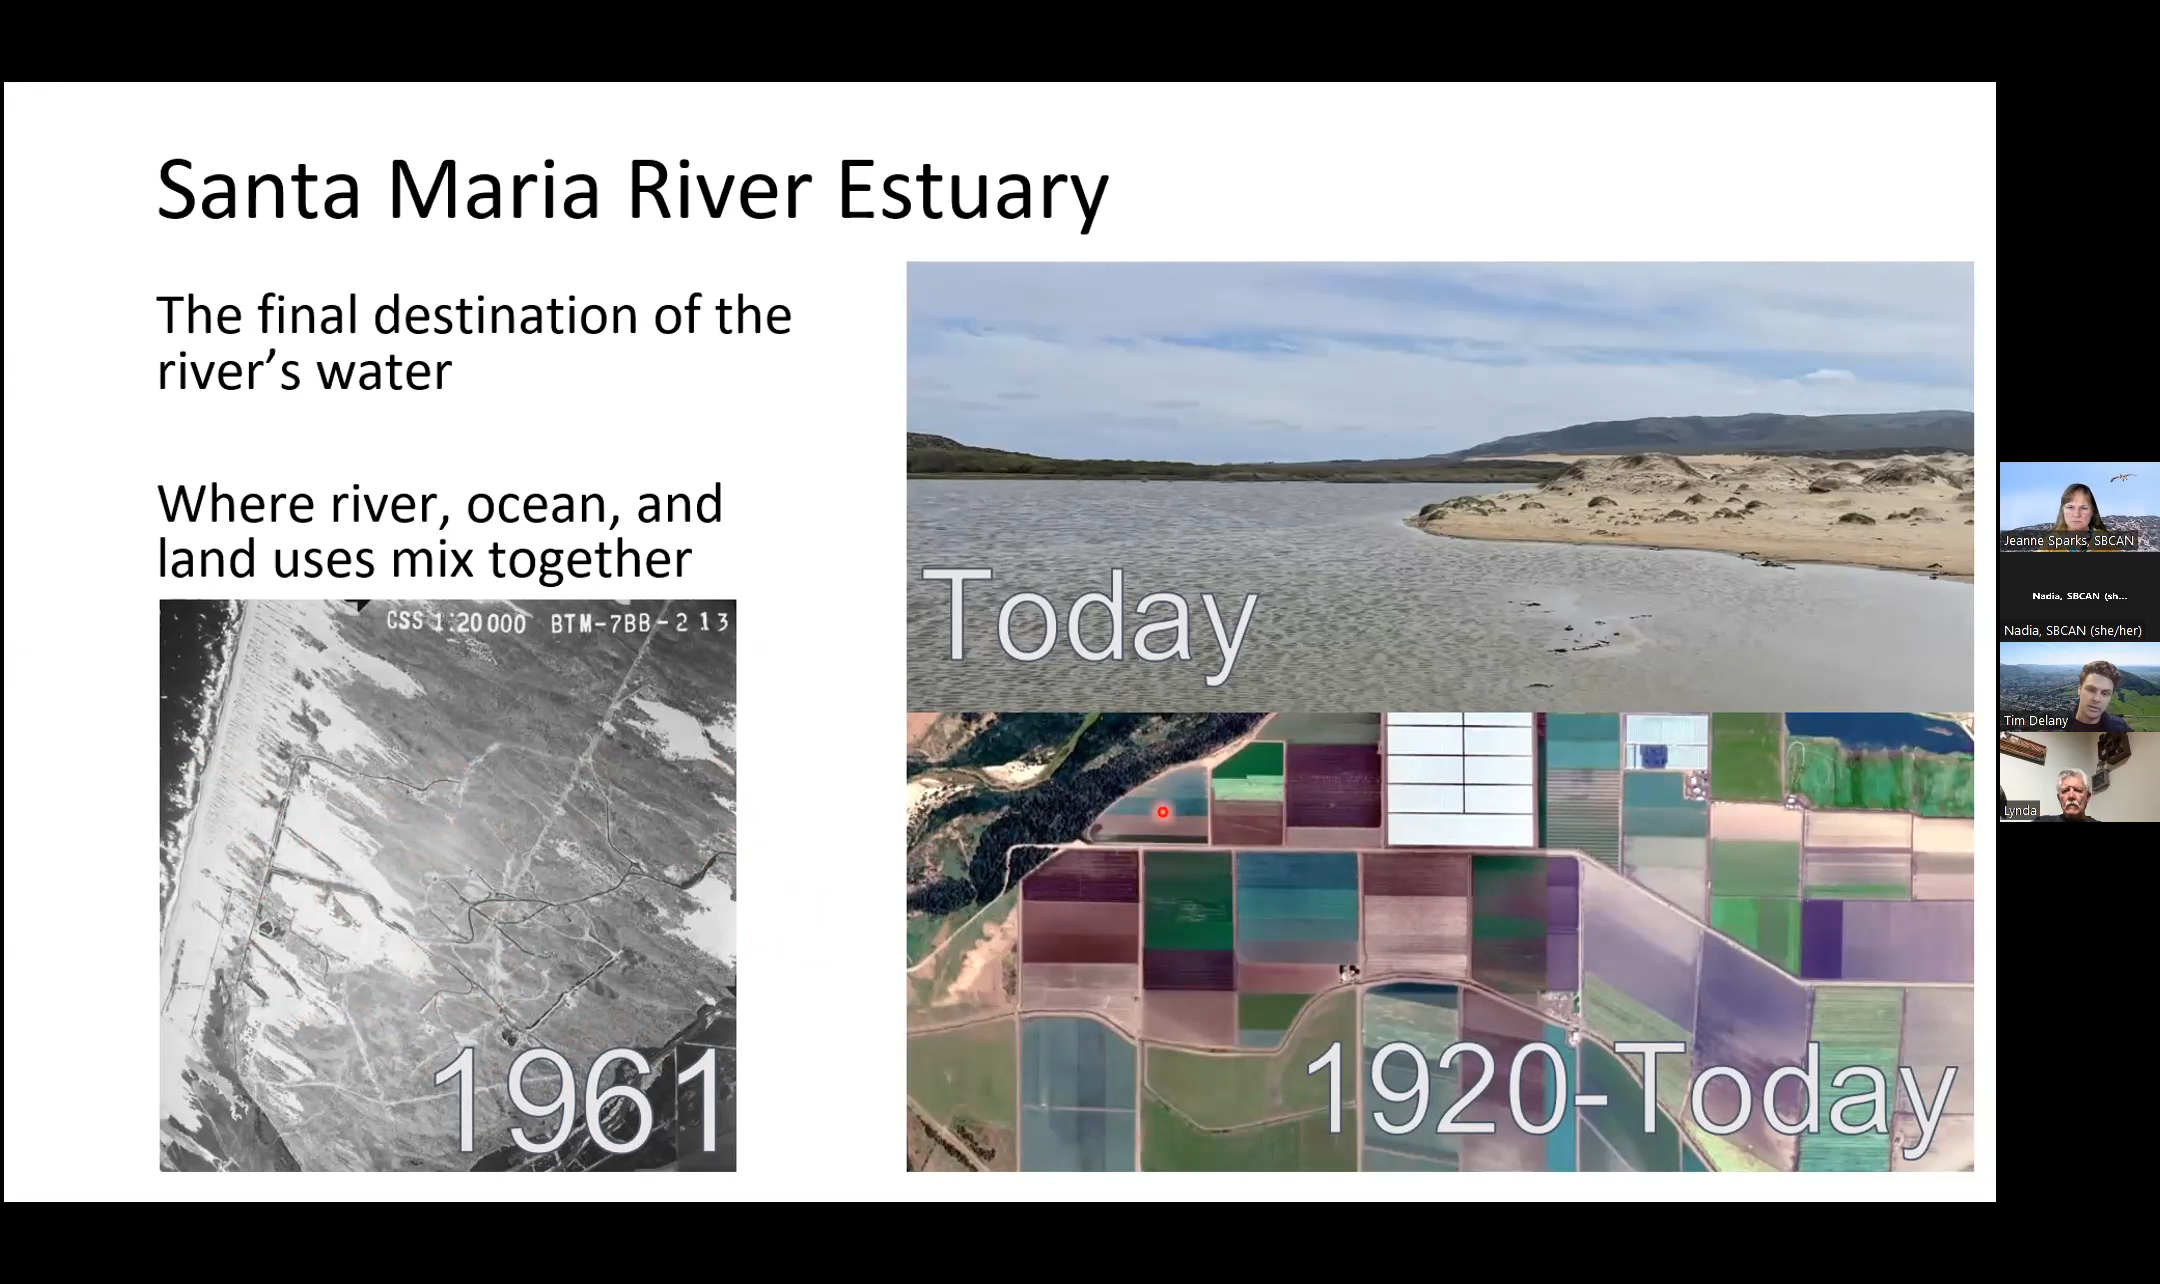 Santa Maria River Estuary
The final destination of the
river’s water
Where river, ocean, and
land uses mix together
CSS 1:20000 BTM-7BB-213
1961
Today
1920-Today
Jeanne Sparks, SBCAN
Nadia, SBCAN (sh...
Nadia, SBCAN (she/her)
Tim Delany
Lynda